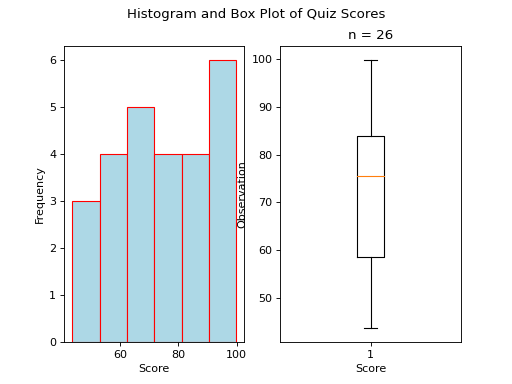 Histogram and Box Plot of Quiz Scores
n = 26
Frequency
6
5
4
3
2
1
0
60 80 100
Score
Observation
100
90
80
70
60
50
1
Score